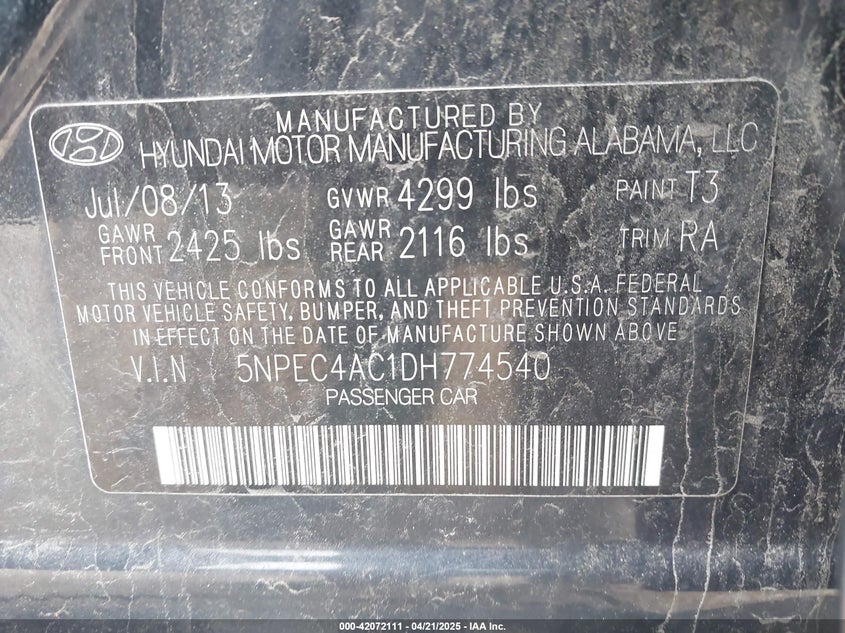 MANUFACTURED BY
HYUNDAI MOTOR MANUFACTURING ALABAMA, LLC
Jul/08/13 GVWR 4299 lbs PAINT T3
GAWR FRONT 2425 lbs GAWR REAR 2116 lbs TRIM RA
THIS VEHICLE CONFORMS TO ALL APPLICABLE U.S.A. FEDERAL
MOTOR VEHICLE SAFETY, BUMPER, AND THEFT PREVENTION STANDARDS
IN EFFECT ON THE DATE OF MANUFACTURE SHOWN ABOVE
V.I.N 5NPEC4AC1DH774540
PASSENGER CAR
000-42072111 - 04/21/2025 - IAA Inc.